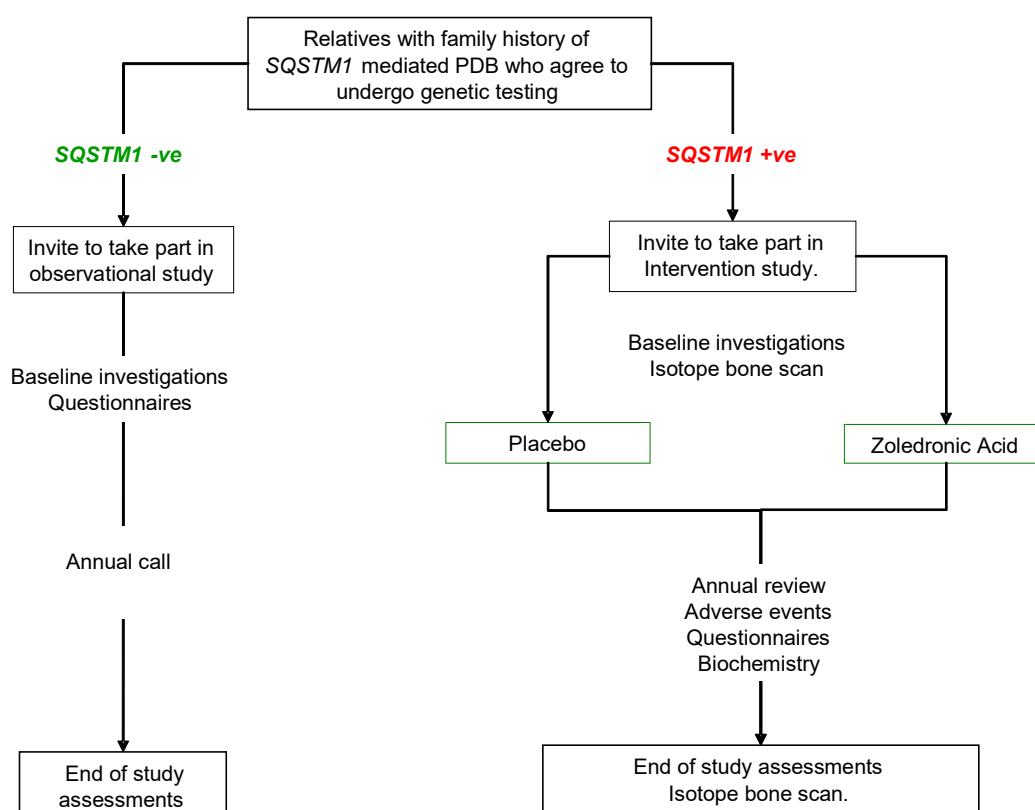 Relatives with family history of
SQSTM1 mediated PDB who agree to
undergo genetic testing
SQSTM1 -ve
SQSTM1 +ve
Invite to take part in
observational study
Invite to take part in
Intervention study.
Baseline investigations
Questionnaires
Baseline investigations
Isotope bone scan
Placebo
Zoledronic Acid
Annual call
Annual review
Adverse events
Questionnaires
Biochemistry
End of study
assessments
End of study assessments
Isotope bone scan.